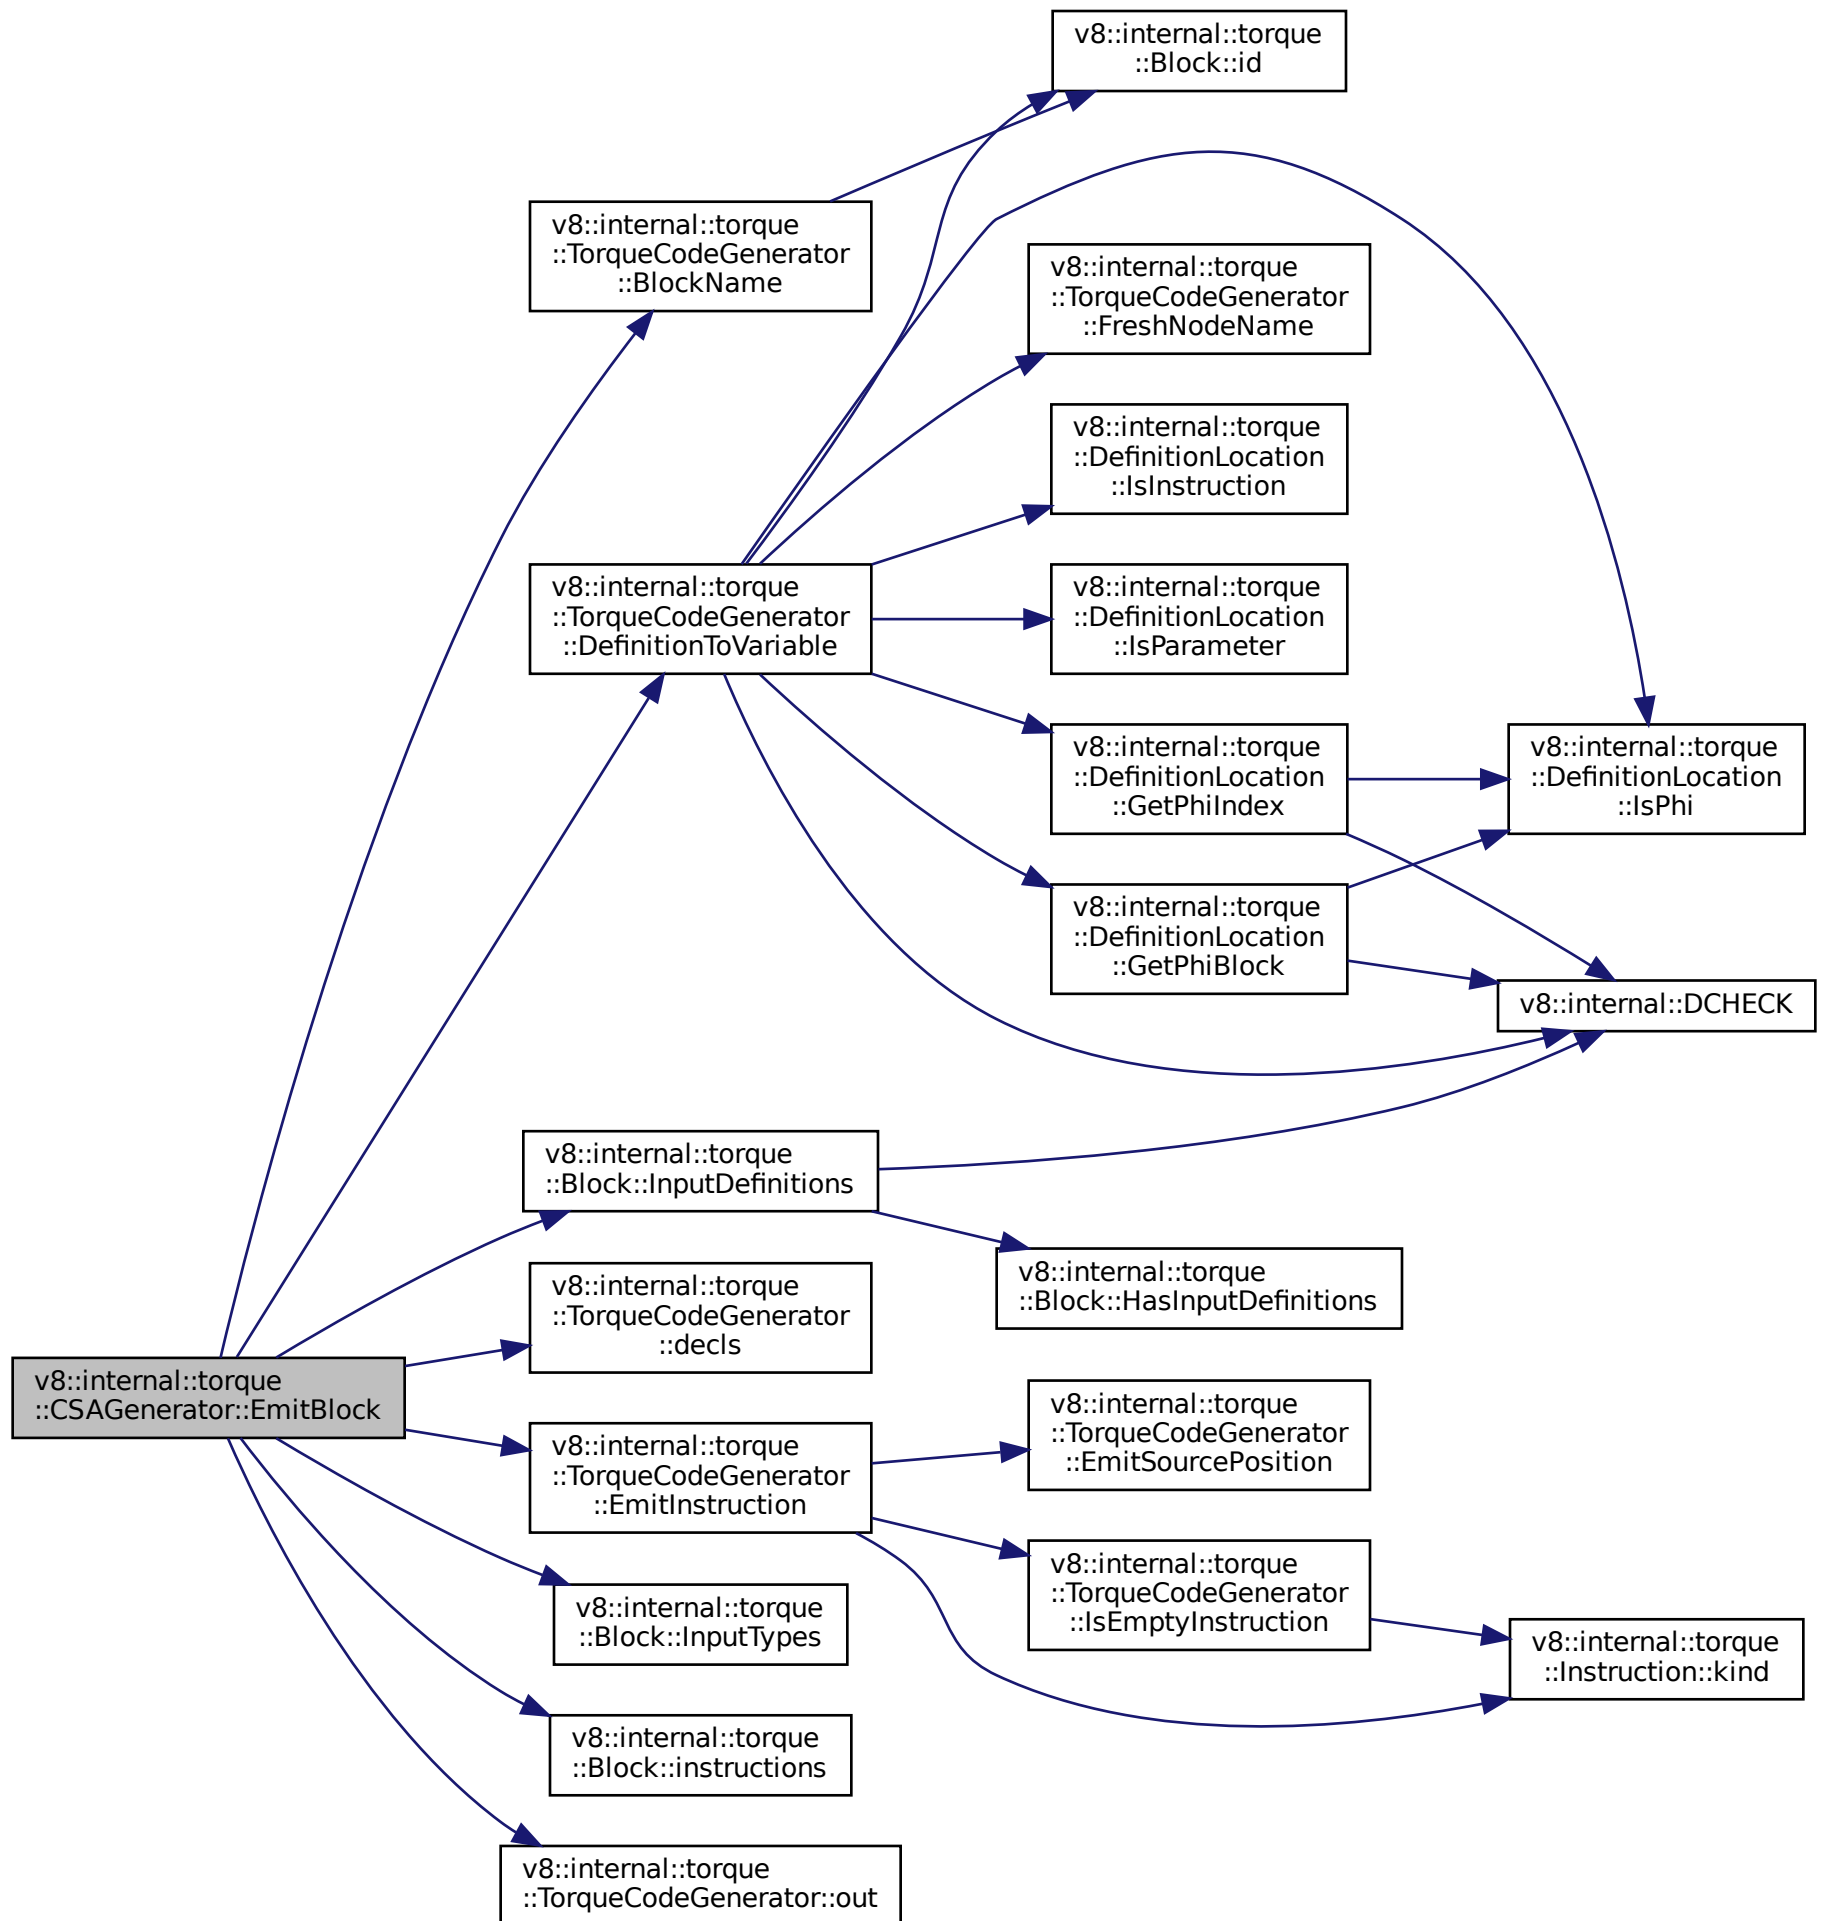 v8::internal::torque
::Block::id
v8::internal::torque
::TorqueCodeGenerator
::BlockName
v8::internal::torque
::TorqueCodeGenerator
::FreshNodeName
v8::internal::torque
::DefinitionLocation
::IsInstruction
v8::internal::torque
::TorqueCodeGenerator
::DefinitionToVariable
v8::internal::torque
::DefinitionLocation
::IsParameter
v8::internal::torque
::DefinitionLocation
::GetPhiIndex
v8::internal::torque
::DefinitionLocation
::IsPhi
v8::internal::torque
::DefinitionLocation
::GetPhiBlock
v8::internal::DCHECK
v8::internal::torque
::Block::InputDefinitions
v8::internal::torque
::Block::HasInputDefinitions
v8::internal::torque
::TorqueCodeGenerator
::decls
v8::internal::torque
::CSAGenerator::EmitBlock
v8::internal::torque
::TorqueCodeGenerator
::EmitSourcePosition
v8::internal::torque
::TorqueCodeGenerator
::EmitInstruction
v8::internal::torque
::TorqueCodeGenerator
::IsEmptyInstruction
v8::internal::torque
::Block::InputTypes
v8::internal::torque
::Instruction::kind
v8::internal::torque
::Block::instructions
v8::internal::torque
::TorqueCodeGenerator::out